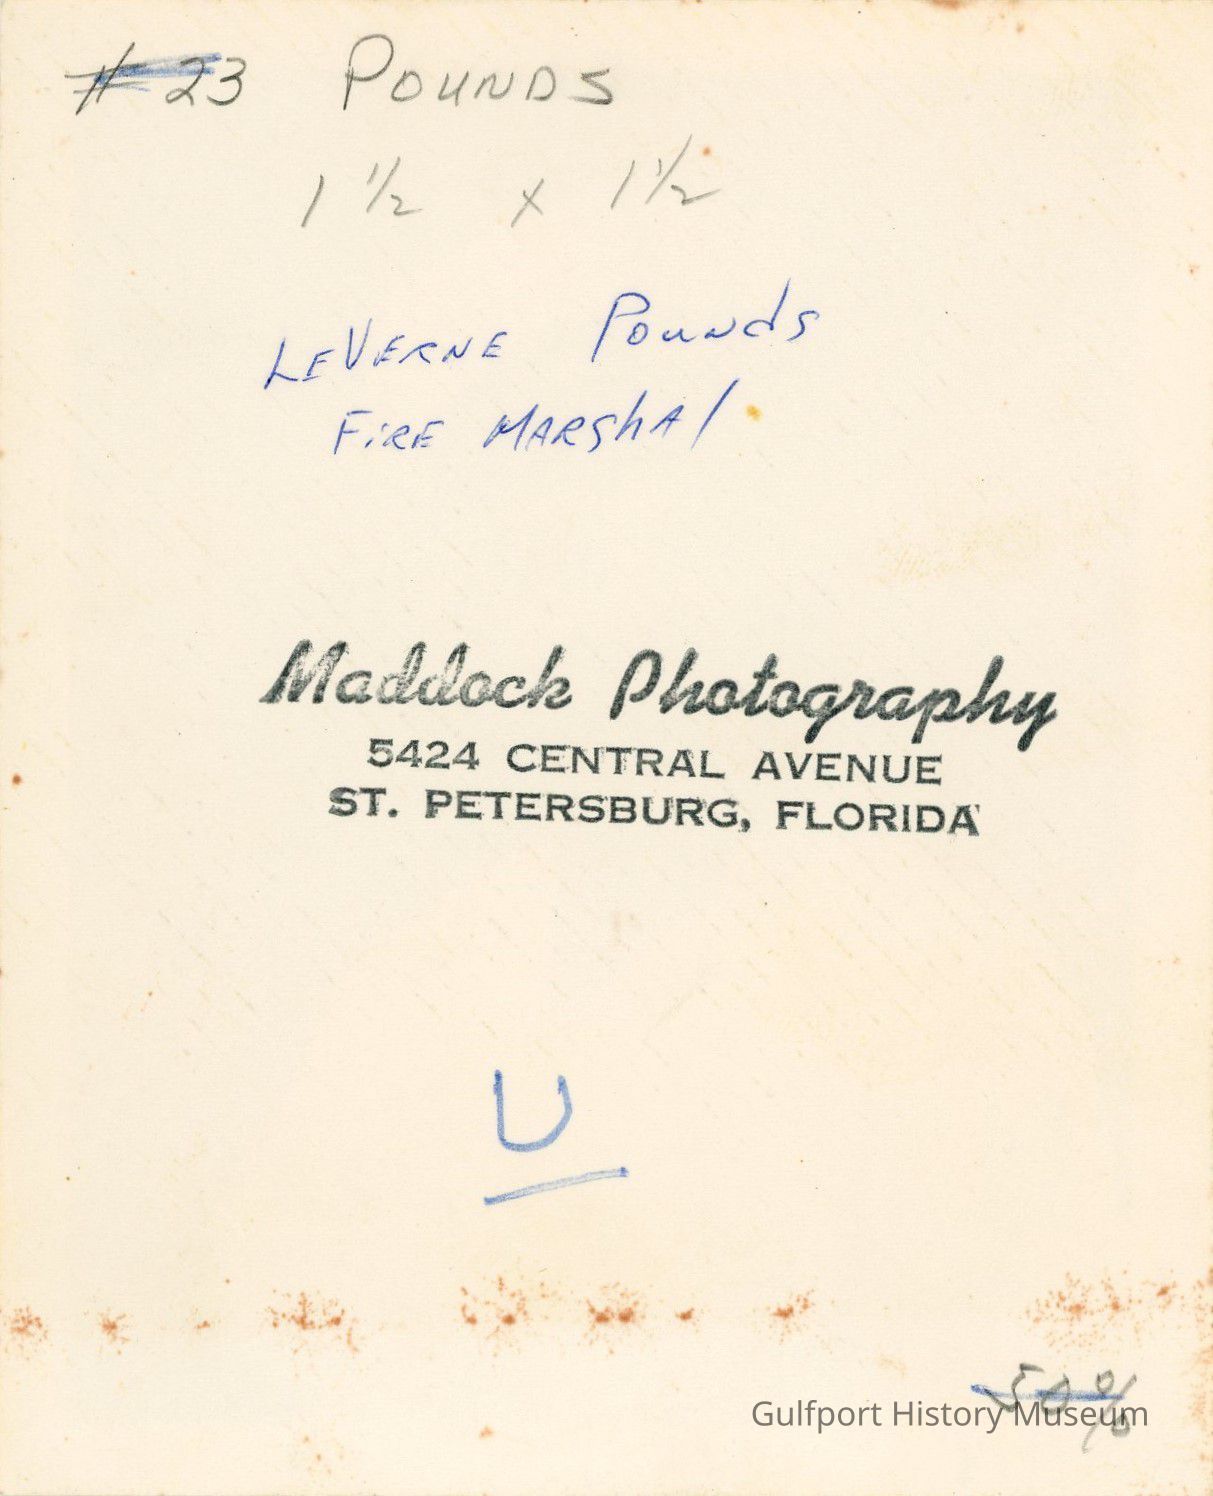 # 23 POUNDS
1 1/2 x 1 1/2
LEVERNE Pounds
FiRE MARShAl
Maddock Photography
5424 CENTRAL AVENUE
ST. PETERSBURG, FLORIDA
U
50%
Gulfport History Museum